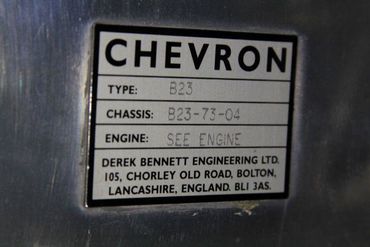 CHEVRON
TYPE: B23
CHASSIS: B23-73-04
ENGINE: SEE ENGINE
DEREK BENNETT ENGINEERING LTD.
105, CHORLEY OLD ROAD, BOLTON,
LANCASHIRE, ENGLAND. BL1 3AS.